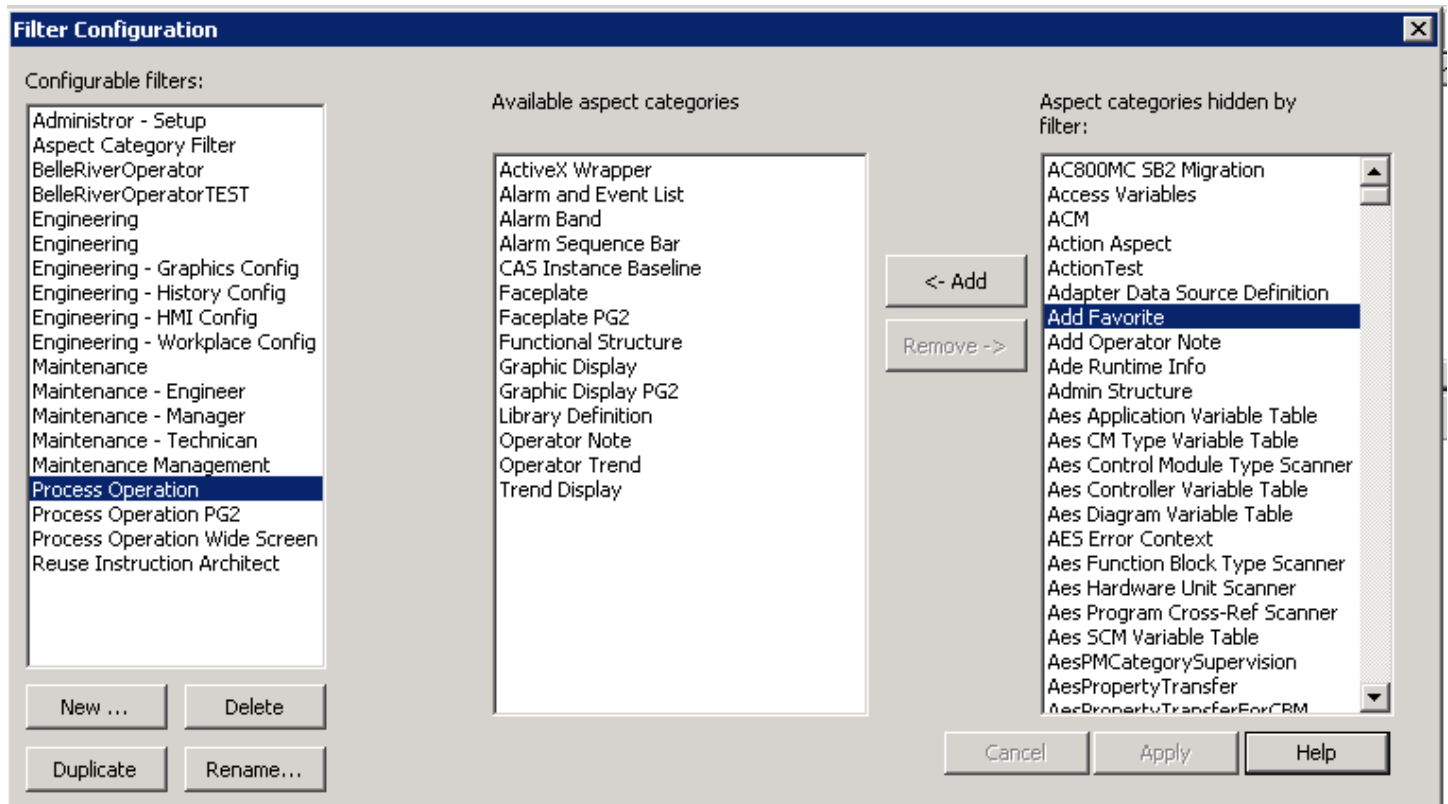 Filter Configuration
Configurable filters:
Administror - Setup
Aspect Category Filter
BelleRiverOperator
BelleRiverOperatorTEST
Engineering
Engineering
Engineering - Graphics Config
Engineering - History Config
Engineering - HMI Config
Engineering - Workplace Config
Maintenance
Maintenance - Engineer
Maintenance - Manager
Maintenance - Technican
Maintenance Management
Process Operation
Process Operation PG2
Process Operation Wide Screen
Reuse Instruction Architect
New ...
Delete
Duplicate
Rename...
Available aspect categories
ActiveX Wrapper
Alarm and Event List
Alarm Band
Alarm Sequence Bar
CAS Instance Baseline
Faceplate
Faceplate PG2
Functional Structure
Graphic Display
Graphic Display PG2
Library Definition
Operator Note
Operator Trend
Trend Display
<- Add
Remove ->
Aspect categories hidden by
filter:
AC800MC SB2 Migration
Access Variables
ACM
Action Aspect
ActionTest
Adapter Data Source Definition
Add Favorite
Add Operator Note
Ade Runtime Info
Admin Structure
Aes Application Variable Table
Aes CM Type Variable Table
Aes Control Module Type Scanner
Aes Controller Variable Table
Aes Diagram Variable Table
AES Error Context
Aes Function Block Type Scanner
Aes Hardware Unit Scanner
Aes Program Cross-Ref Scanner
Aes SCM Variable Table
AesPMCategorySupervision
AesPropertyTransfer
AesPropertyTransferForCBM
Cancel
Apply
Help